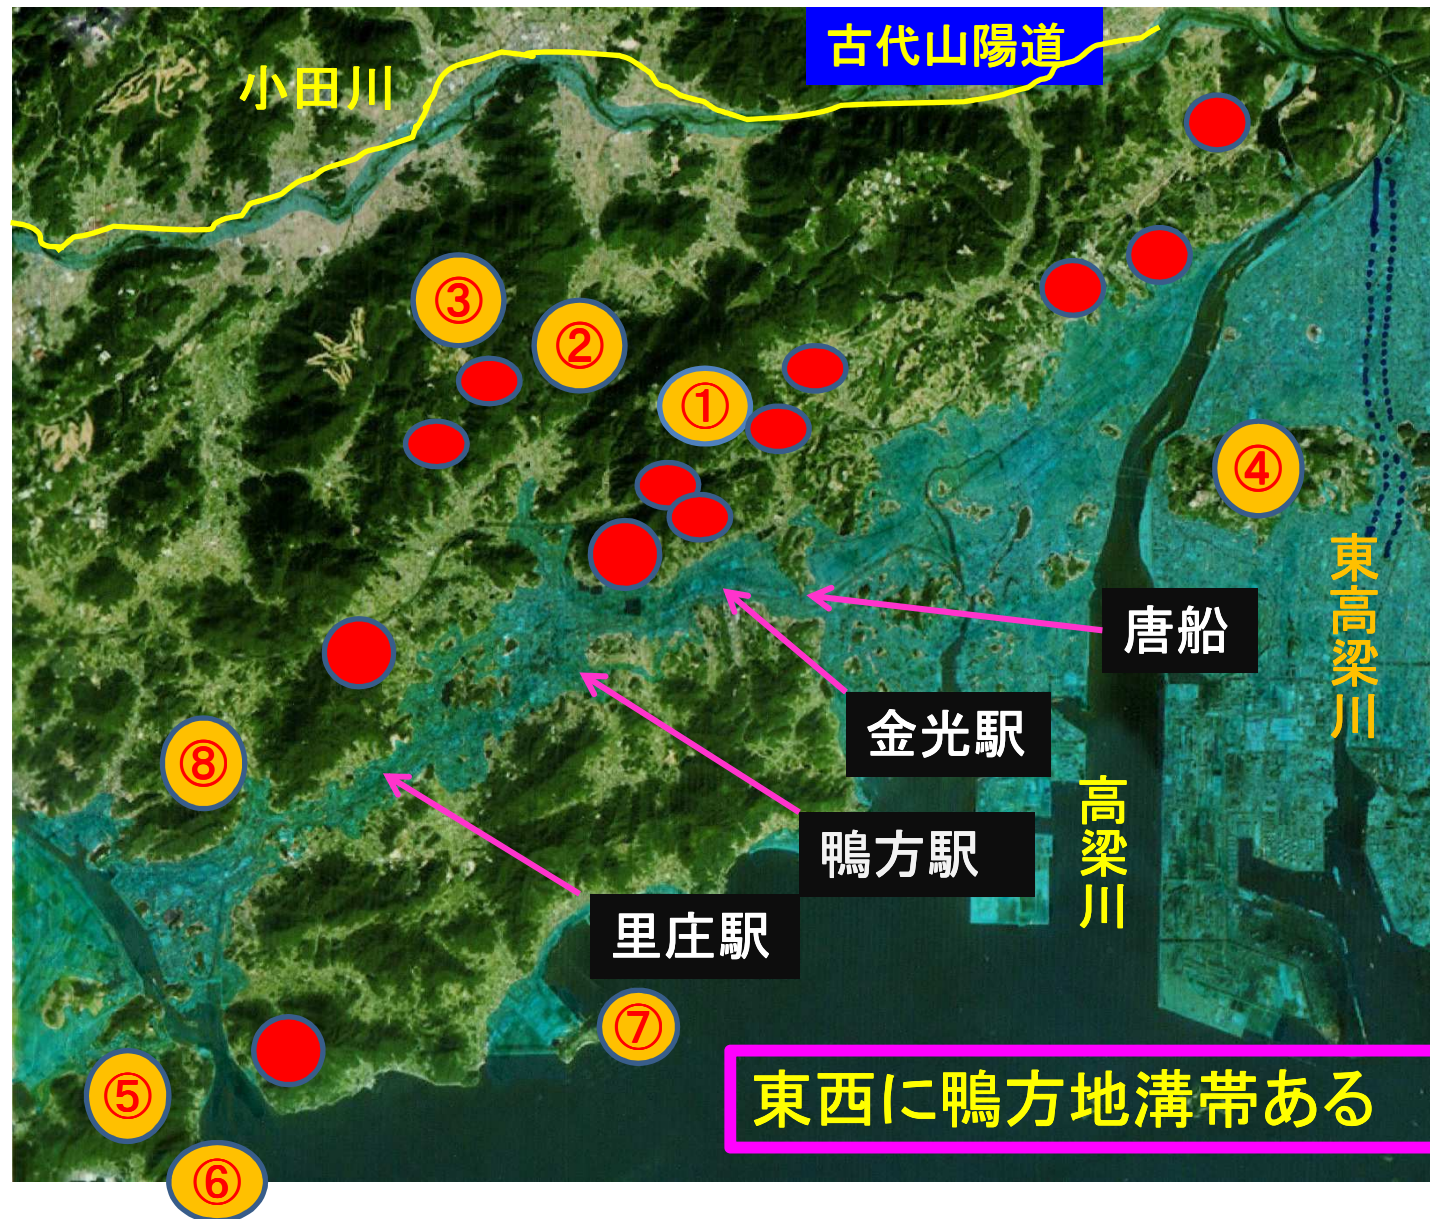 古代山陽道
小田川
③
②
①
④
東高梁川
唐船
金光駅
⑧
高梁川
鴨方駅
里庄駅
⑦
⑤
東西に鴨方地溝帯ある
⑥